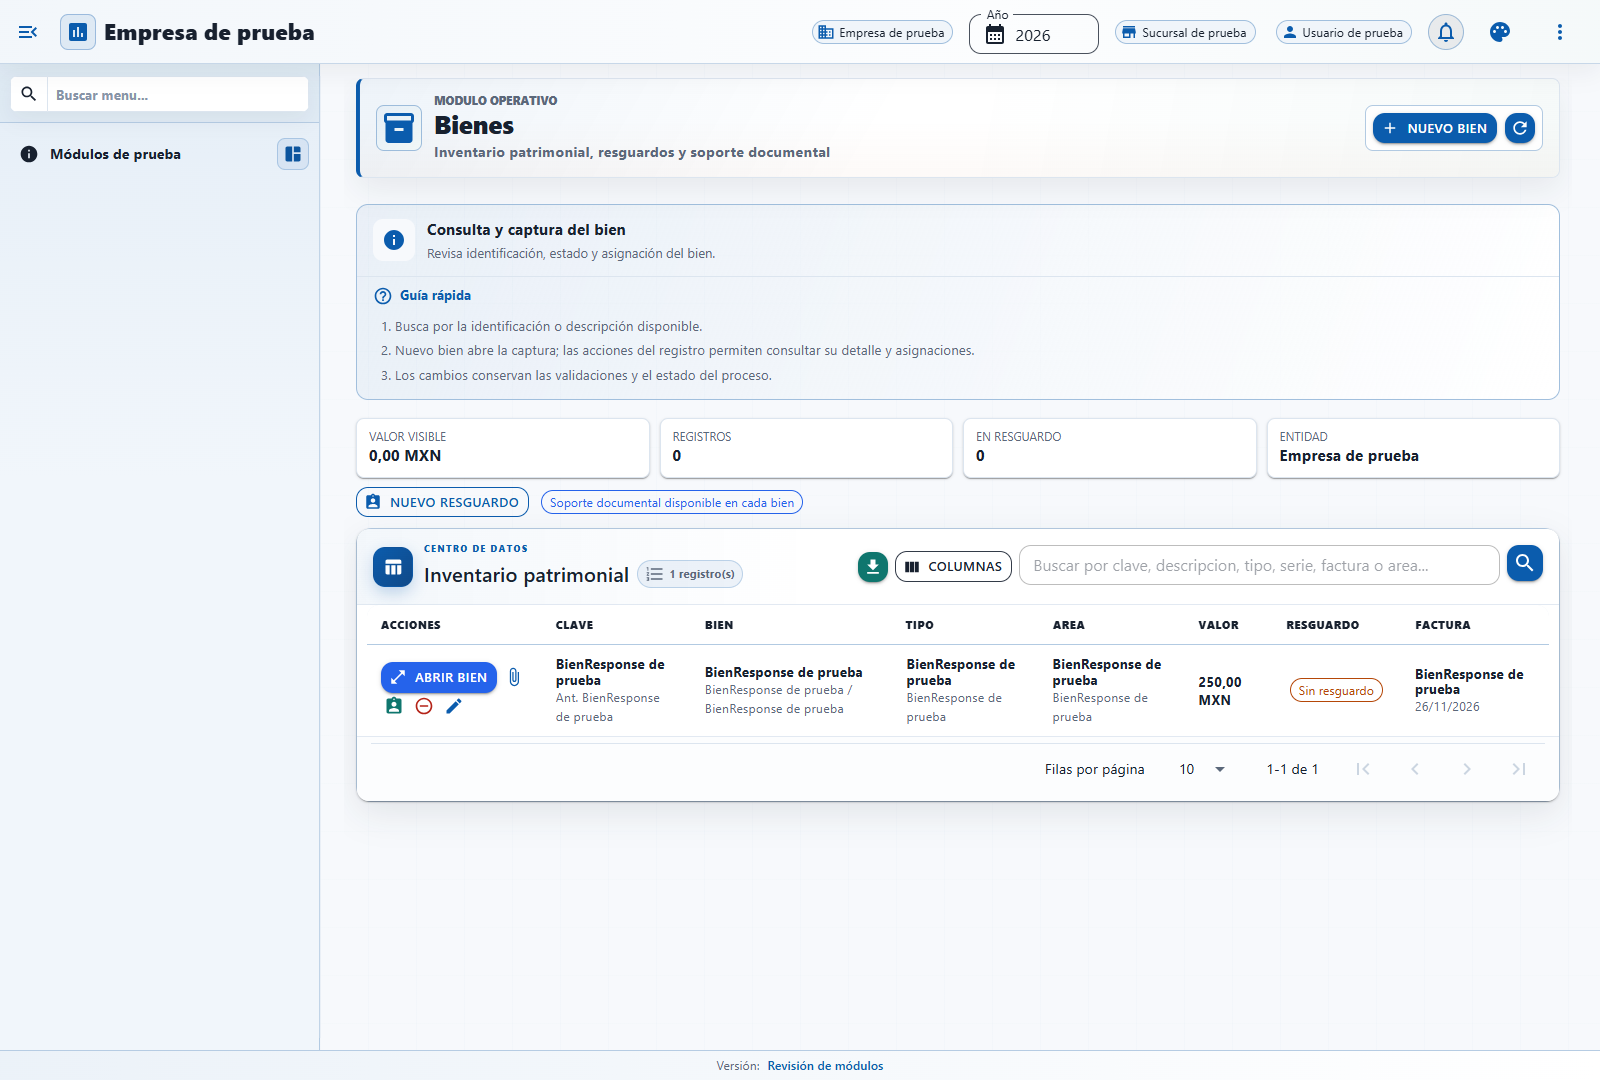 Empresa de prueba
Empresa de prueba
Año
2026
Sucursal de prueba
Usuario de prueba
Buscar menu...
Módulos de prueba
MODULO OPERATIVO
Bienes
Inventario patrimonial, resguardos y soporte documental
NUEVO BIEN
Consulta y captura del bien
Revisa identificación, estado y asignación del bien.
Guía rápida
1. Busca por la identificación o descripción disponible.
2. Nuevo bien abre la captura; las acciones del registro permiten consultar su detalle y asignaciones.
3. Los cambios conservan las validaciones y el estado del proceso.
VALOR VISIBLE
0,00 MXN
REGISTROS
0
EN RESGUARDO
0
ENTIDAD
Empresa de prueba
NUEVO RESGUARDO
Soporte documental disponible en cada bien
CENTRO DE DATOS
Inventario patrimonial
1 registro(s)
COLUMNAS
Buscar por clave, descripcion, tipo, serie, factura o area...
ACCIONES CLAVE BIEN TIPO AREA VALOR RESGUARDO FACTURA
ABRIR BIEN
BienResponse de
prueba
Ant. BienResponse
de prueba
BienResponse de prueba
BienResponse de prueba /
BienResponse de prueba
BienResponse de
prueba
BienResponse de
prueba
BienResponse de
prueba
BienResponse de
prueba
250,00
MXN
Sin resguardo
BienResponse de
prueba
26/11/2026
Filas por página
10
1-1 de 1
Versión: Revisión de módulos